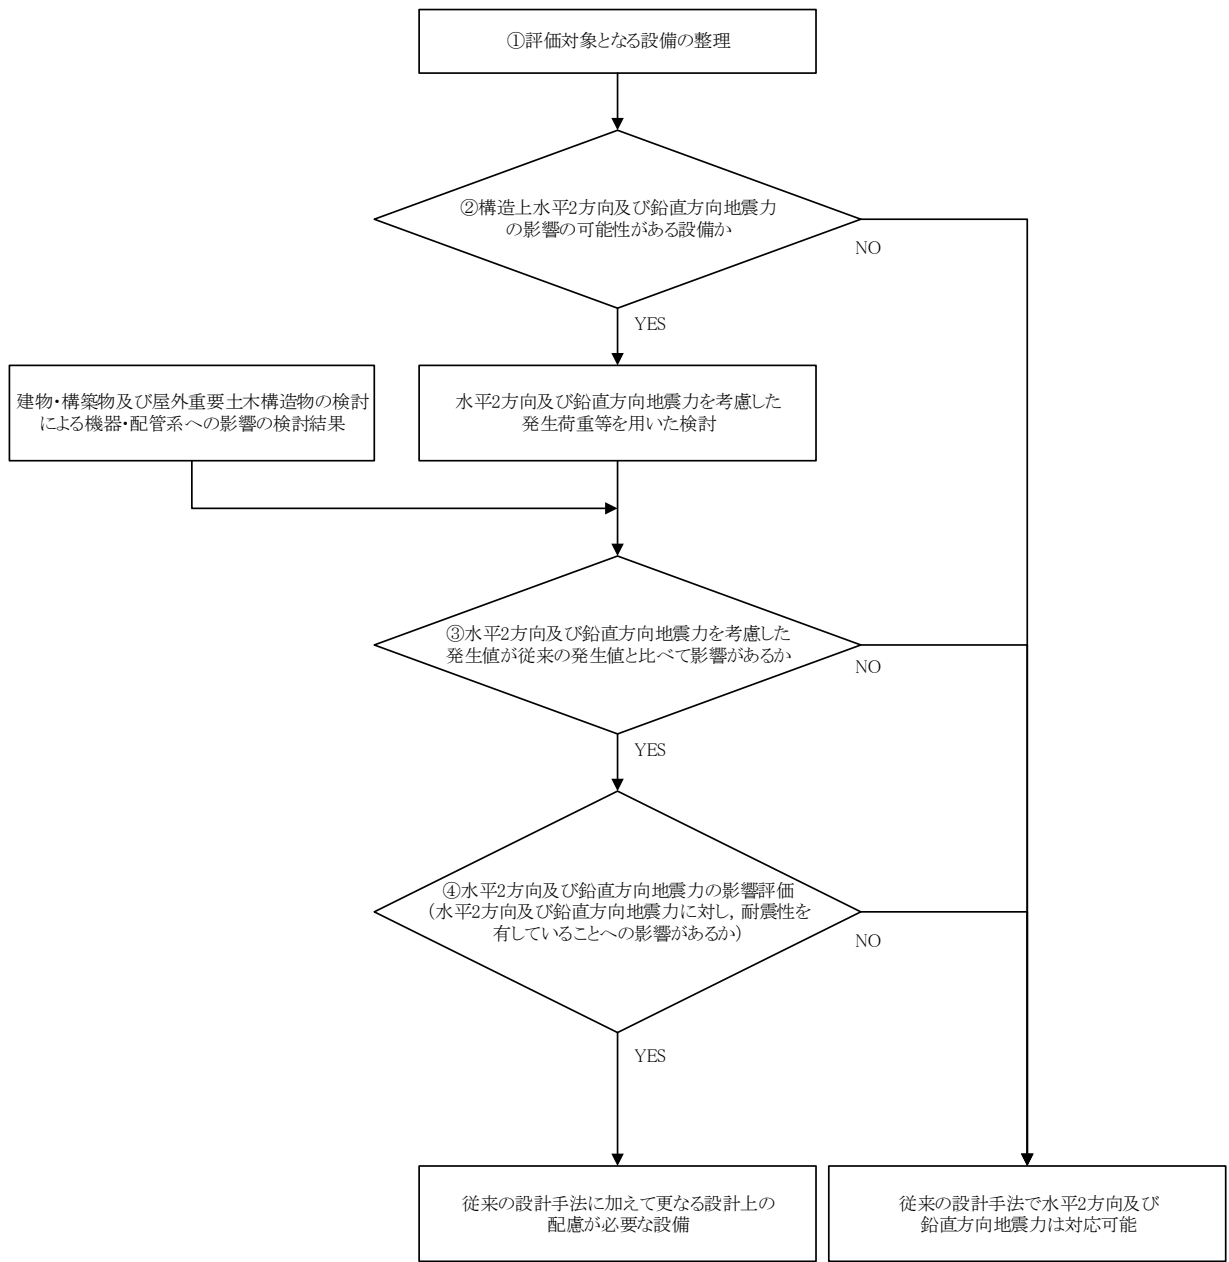 ①評価対象となる設備の整理
②構造上水平2方向及び鉛直方向地震力
の影響の可能性がある設備か
NO
YES
建物・構築物及び屋外重要土木構造物の検討
による機器・配管系への影響の検討結果
水平2方向及び鉛直方向地震力を考慮した
発生荷重等を用いた検討
③水平2方向及び鉛直方向地震力を考慮した
発生値が従来の発生値と比べて影響があるか
NO
YES
④水平2方向及び鉛直方向地震力の影響評価
(水平2方向及び鉛直方向地震力に対し，耐震性を
有していることへの影響があるか)
NO
YES
従来の設計手法に加えて更なる設計上の
配慮が必要な設備
従来の設計手法で水平2方向及び
鉛直方向地震力は対応可能